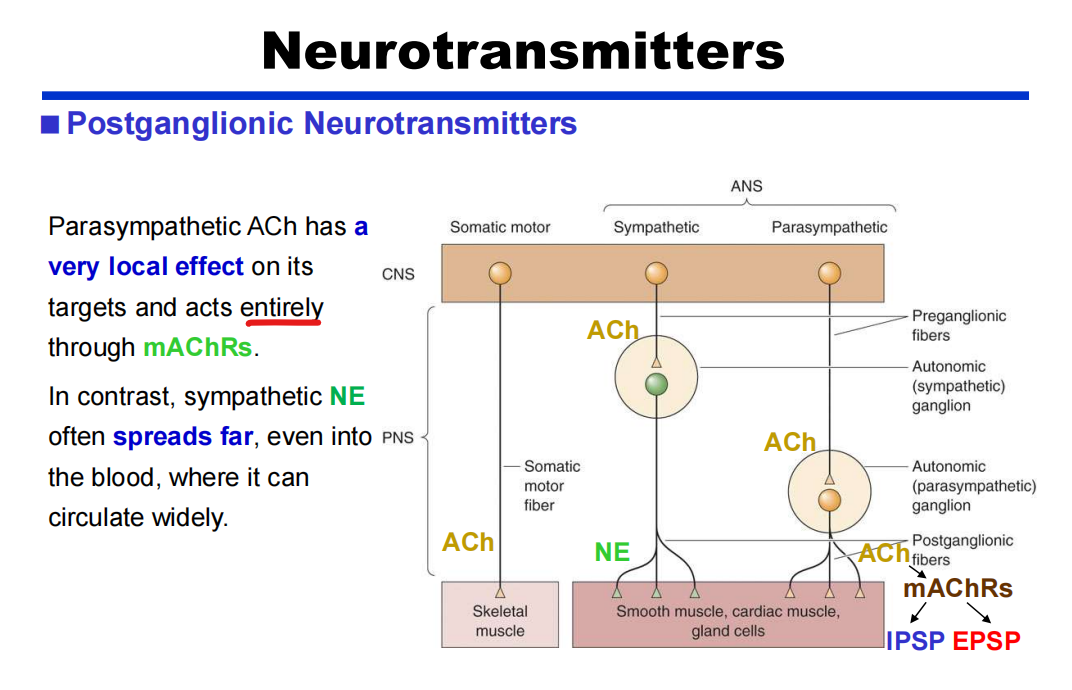 Neurotransmitters
Postganglionic Neurotransmitters
Parasympathetic ACh has a
very local effect on its
targets and acts entirely
through mAChRs.
In contrast, sympathetic NE
often spreads far, even into
the blood, where it can
circulate widely.
ANS
Somatic motor
Sympathetic
Parasympathetic
CNS
ACh
Preganglionic
fibers
Autonomic
(sympathetic)
ganglion
PNS
ACh
Somatic
motor
fiber
Autonomic
(parasympathetic)
ganglion
ACh
NE
ACh
Postganglionic
fibers
mAChRs
Skeletal
muscle
Smooth muscle, cardiac muscle,
gland cells
IPSP EPSP